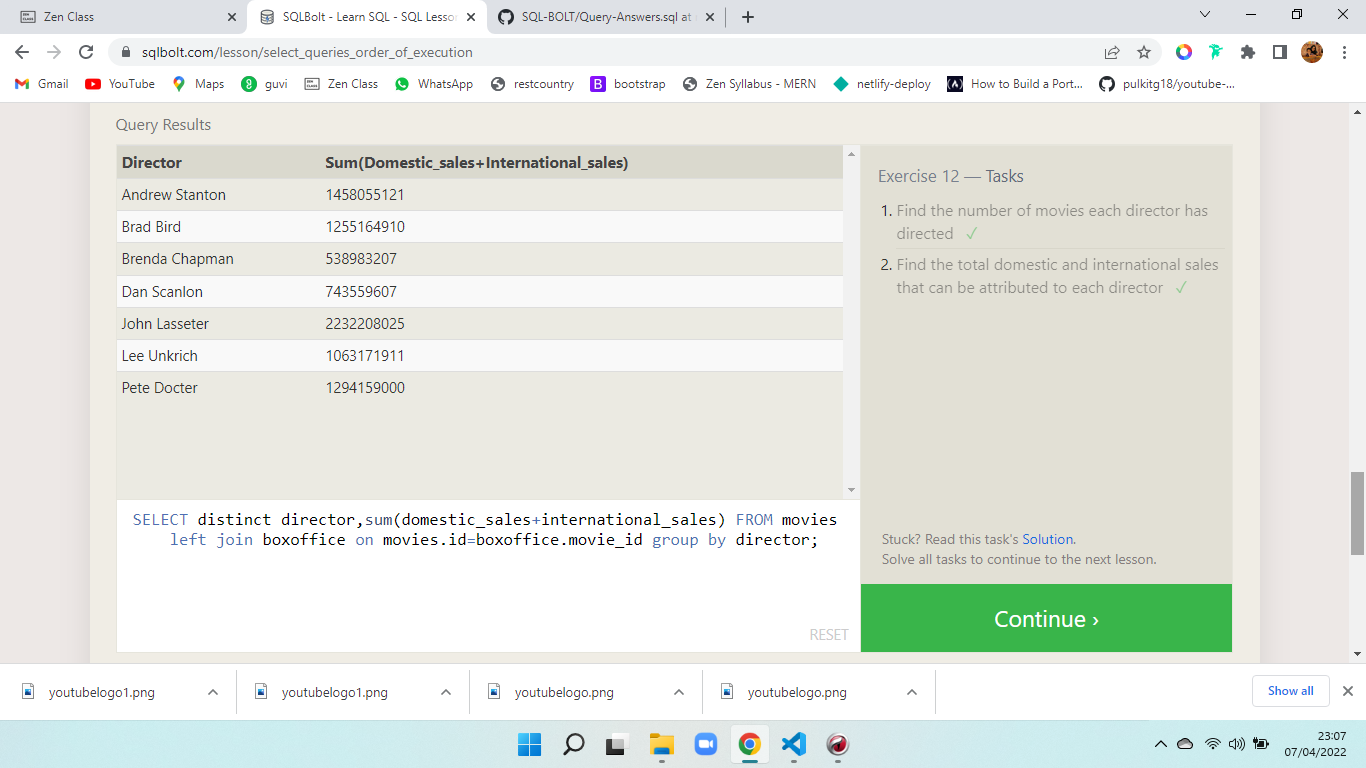 Zen Class
SQLBolt - Learn SQL - SQL Lesson
SQL-BOLT/Query-Answers.sql at
sqlbolt.com/lesson/select_queries_order_of_execution
Gmail YouTube Maps guvi Zen Class WhatsApp restcountry bootstrap Zen Syllabus - MERN netlify-deploy How to Build a Port... pulkitg18/youtube-...
Query Results
Director Sum(Domestic_sales+International_sales)
Andrew Stanton 1458055121
Brad Bird 1255164910
Brenda Chapman 538983207
Dan Scanlon 743559607
John Lasseter 2232208025
Lee Unkrich 1063171911
Pete Docter 1294159000
SELECT distinct director,sum(domestic_sales+international_sales) FROM movies
left join boxoffice on movies.id=boxoffice.movie_id group by director;
RESET
Exercise 12 — Tasks
1. Find the number of movies each director has
directed ✓
2. Find the total domestic and international sales
that can be attributed to each director ✓
Stuck? Read this task's Solution.
Solve all tasks to continue to the next lesson.
Continue ›
youtubelogo1.png youtubelogo1.png youtubelogo.png youtubelogo.png Show all
23:07
07/04/2022